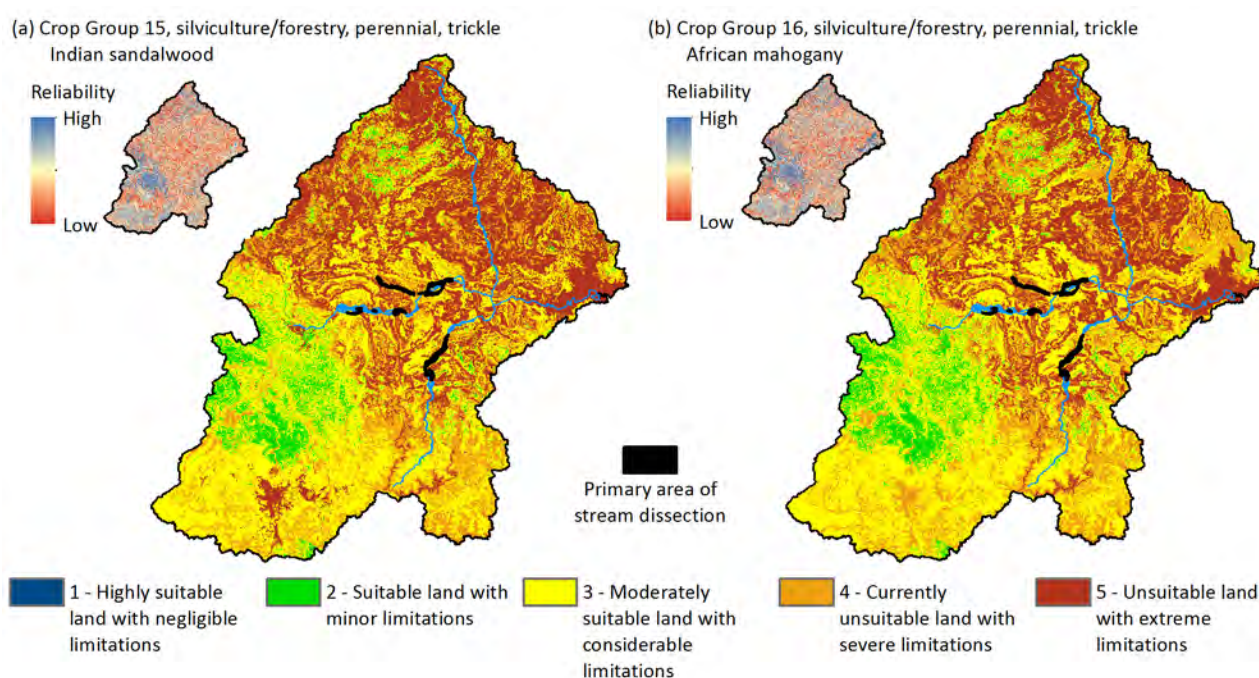 (a) Crop Group 15, silviculture/forestry, perennial, trickle
Indian sandalwood
Reliability
High
Low
(b) Crop Group 16, silviculture/forestry, perennial, trickle
African mahogany
Reliability
High
Low
Primary area of
stream dissection
1 - Highly suitable
land with negligible
limitations
2 - Suitable land with
minor limitations
3 - Moderately
suitable land with
considerable
limitations
4 - Currently
unsuitable land with
severe limitations
5 - Unsuitable land
with extreme
limitations